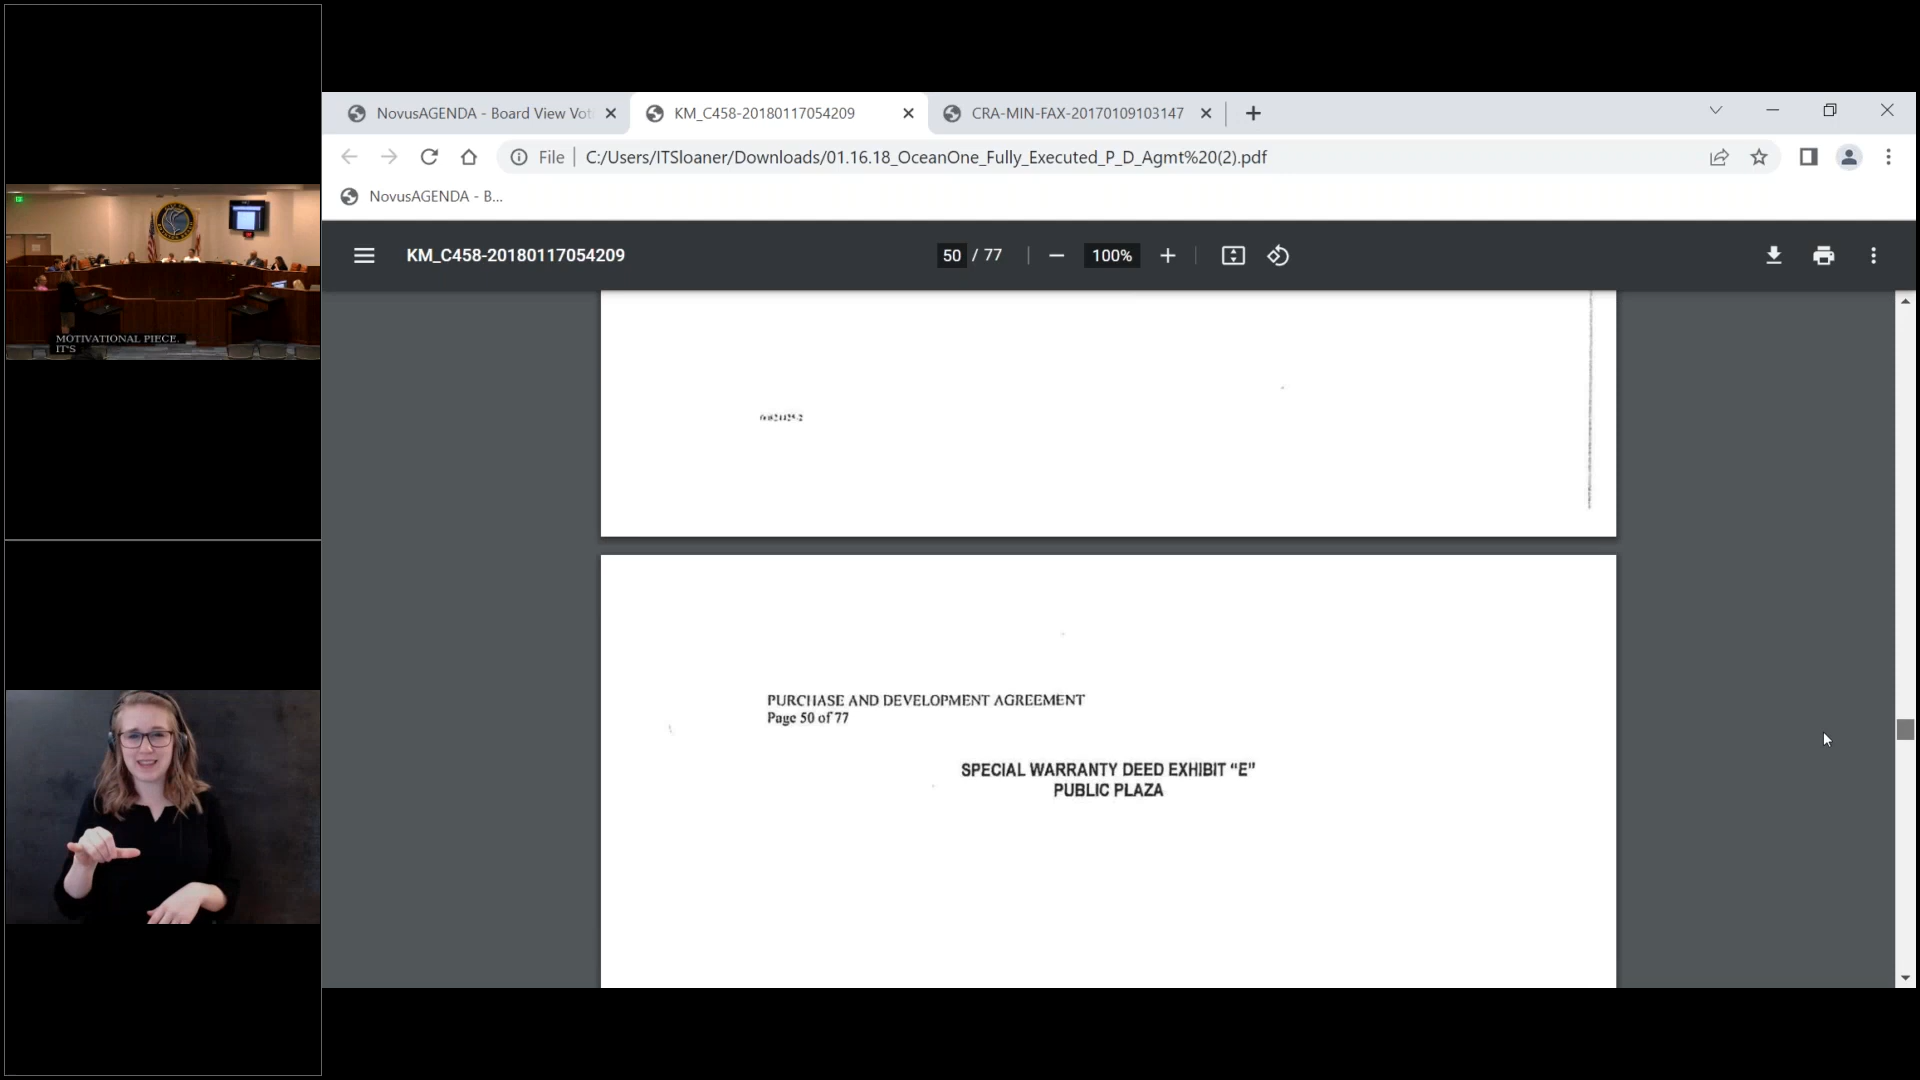 NovusAGENDA - Board View Vot
KM_C458-20180117054209
CRA-MIN-FAX-20170109103147
File
C:/Users/ITSloaner/Downloads/01.16.18_OceanOne_Fully_Executed_P_D_Agmt%20(2).pdf
NovusAGENDA - B...
KM_C458-20180117054209
50 / 77
100%
MOTIVATIONAL PIECE.
IT'S
PURCHASE AND DEVELOPMENT AGREEMENT
Page 50 of 77
SPECIAL WARRANTY DEED EXHIBIT “E”
PUBLIC PLAZA